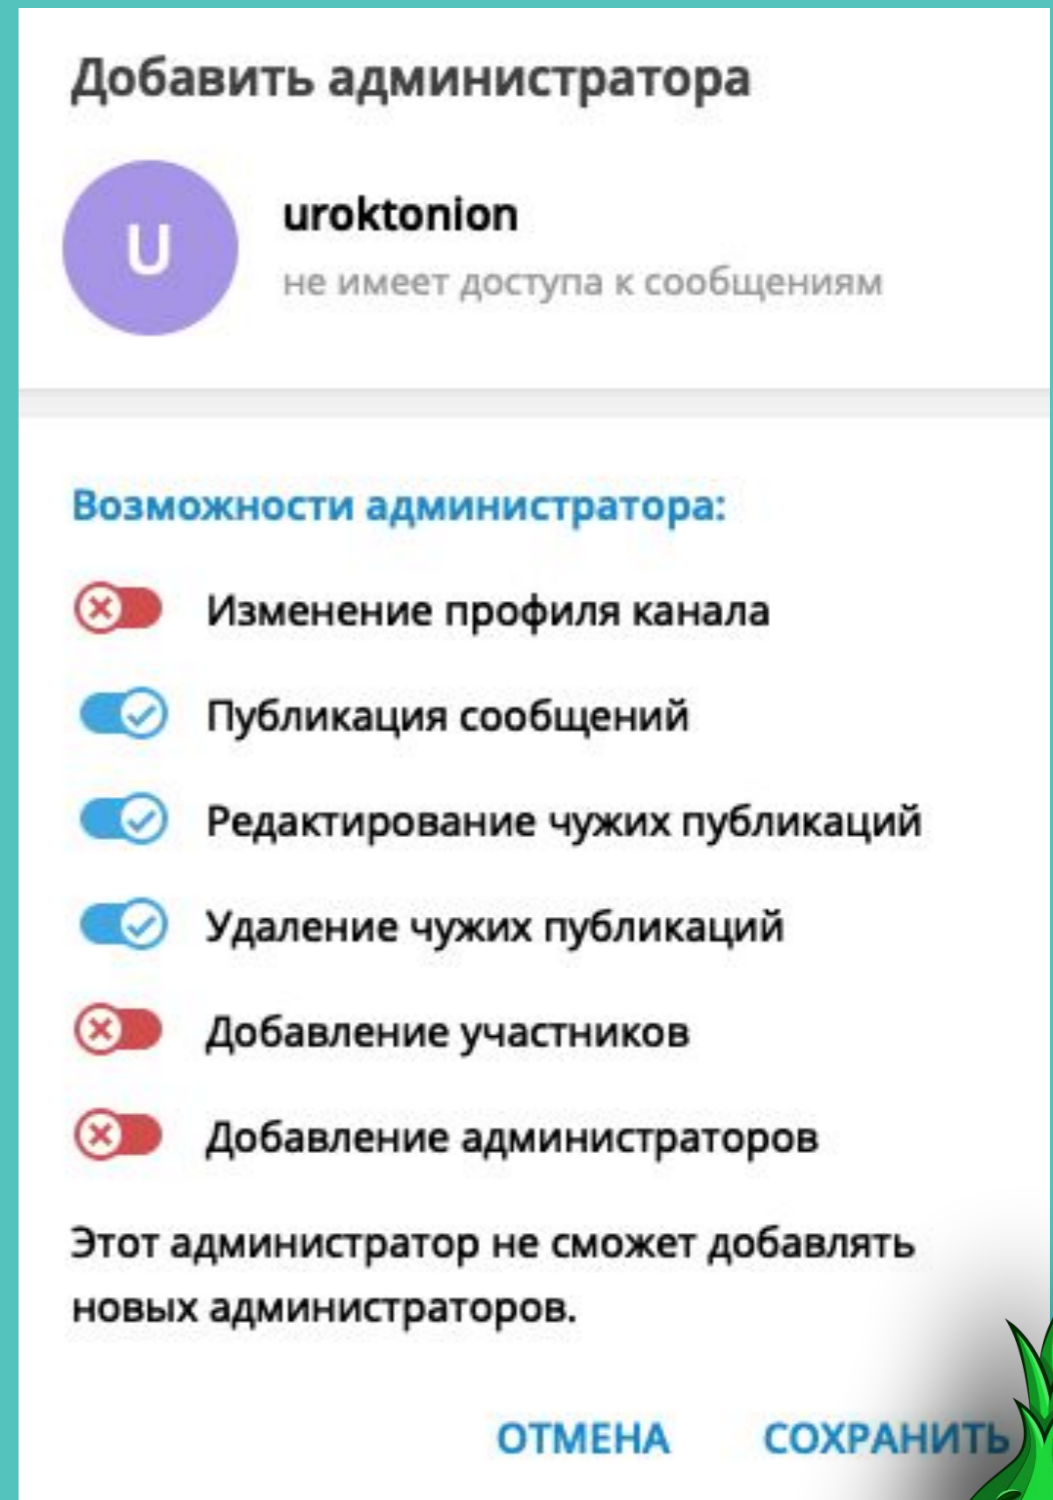 Добавить администратора
U
uroktonion
не имеет доступа к сообщениям
Возможности администратора:
Изменение профиля канала
Публикация сообщений
Редактирование чужих публикаций
Удаление чужих публикаций
Добавление участников
Добавление администраторов
Этот администратор не сможет добавлять
новых администраторов.
ОТМЕНА СОХРАНИТЬ